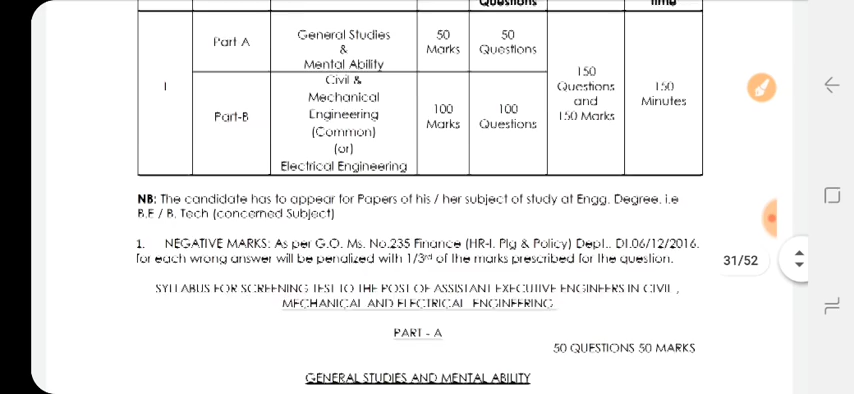 Questions
Time
I
Part A
General Studies
&
Mental Ability
50
Marks
50
Questions
150
Questions
and
150 Marks
150
Minutes
Part-B
Civil &
Mechanical
Engineering
(Common)
(or)
Electrical Engineering
100
Marks
100
Questions
NB: The candidate has to appear for Papers of his / her subject of study at Engg. Degree. i.e
B.E / B. Tech (concerned Subject)
1. NEGATIVE MARKS: As per G.O. Ms. No.235 Finance (HR-I, Plg & Policy) Dept., Dt.06/12/2016,
for each wrong answer will be penalized with 1/3rd of the marks prescribed for the question.
31/52
SYLLABUS FOR SCREENING TEST TO THE POST OF ASSISTANT EXECUTIVE ENGINEERS IN CIVIL ,
MECHANICAL AND ELECTRICAL ENGINEERING
PART - A
50 QUESTIONS 50 MARKS
GENERAL STUDIES AND MENTAL ABILITY